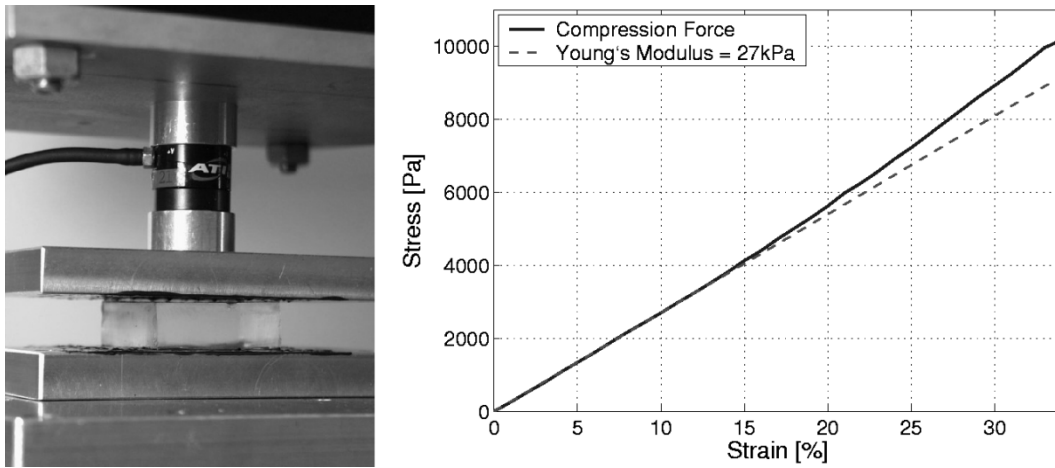 ATI
Compression Force
Young's Modulus = 27kPa
Stress [Pa]
10000
8000
6000
4000
2000
0
0 5 10 15 20 25 30
Strain [%]